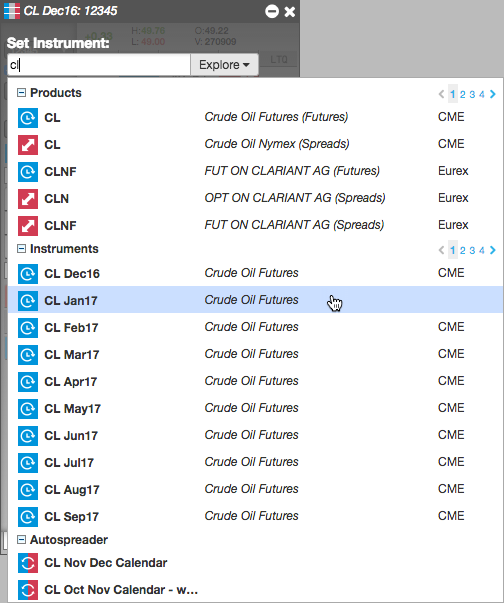 CL Dec16: 12345
H: 49.76 O: 49.22
L: 49.00 V: 270909
Set Instrument:
cl Explore LTQ
Products 1 2 3 4
CL Crude Oil Futures (Futures) CME
CL Crude Oil Nymex (Spreads) CME
CLNF FUT ON CLARIANT AG (Futures) Eurex
CLN OPT ON CLARIANT AG (Spreads) Eurex
CLNF FUT ON CLARIANT AG (Spreads) Eurex
Instruments 1 2 3 4
CL Dec16 Crude Oil Futures CME
CL Jan17 Crude Oil Futures
CL Feb17 Crude Oil Futures CME
CL Mar17 Crude Oil Futures CME
CL Apr17 Crude Oil Futures CME
CL May17 Crude Oil Futures CME
CL Jun17 Crude Oil Futures CME
CL Jul17 Crude Oil Futures CME
CL Aug17 Crude Oil Futures CME
CL Sep17 Crude Oil Futures CME
Autospreader
CL Nov Dec Calendar
CL Oct Nov Calendar - w...